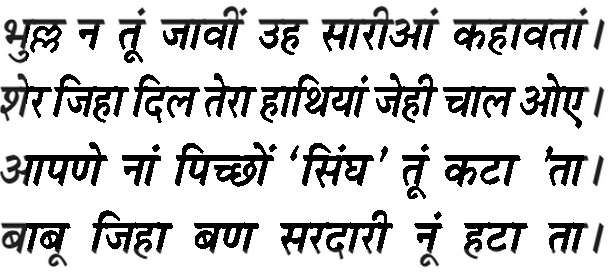 भुल्ल न तूं जावीं उह सारीआं कहावतां।
शेर जिहा दिल तेरा हाथियां जेही चाल ओए।
आपणे नां पिच्छों ‘सिंघ’ तूं कटा ’ता।
बाबू जिहा बण सरदारी नूं हटा ता।